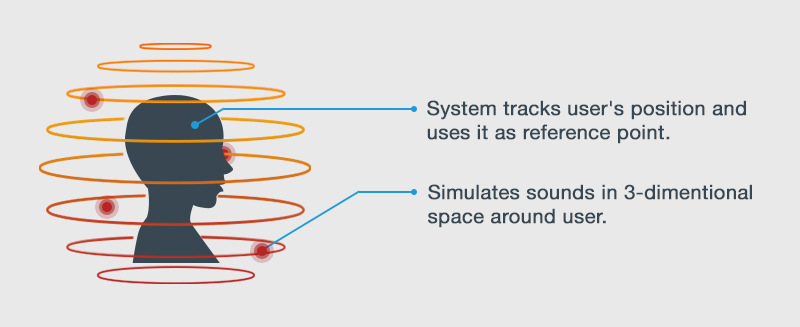 System tracks user's position and
uses it as reference point.
Simulates sounds in 3-dimentional
space around user.